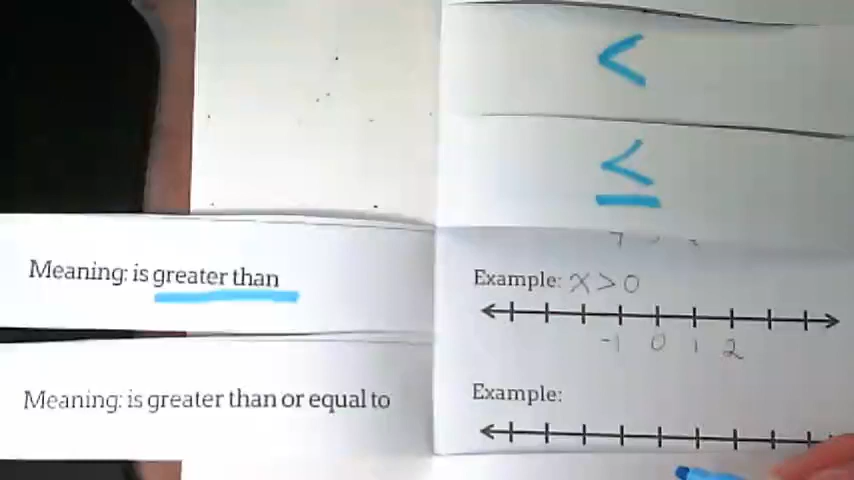 <
≤
Meaning: is greater than
Example: x > 0
-1 0 1 2
Meaning: is greater than or equal to
Example: